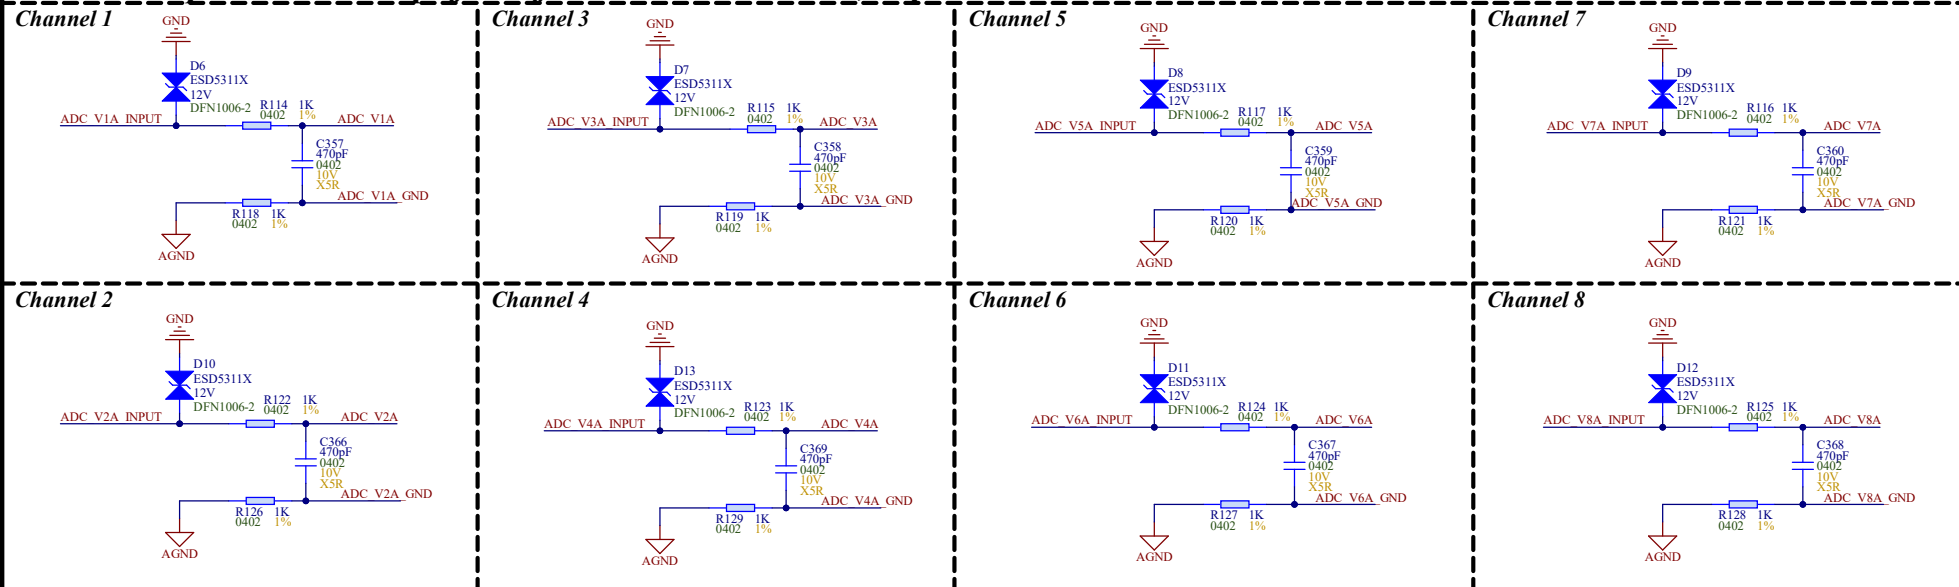 Channel 1
GND
D6
ESD5311X
12V
DFN1006-2
ADC_V1A_INPUT
R114 1K
0402 1%
ADC_V1A
C357
470pF
0402
10V
X5R
ADC_V1A_GND
R118 1K
0402 1%
AGND
Channel 3
GND
D7
ESD5311X
12V
DFN1006-2
ADC_V3A_INPUT
R115 1K
0402 1%
ADC_V3A
C358
470pF
0402
10V
X5R
ADC_V3A_GND
R119 1K
0402 1%
AGND
Channel 5
GND
D8
ESD5311X
12V
DFN1006-2
ADC_V5A_INPUT
R117 1K
0402 1%
ADC_V5A
C359
470pF
0402
10V
X5R
ADC_V5A_GND
R120 1K
0402 1%
AGND
Channel 7
GND
D9
ESD5311X
12V
DFN1006-2
ADC_V7A_INPUT
R116 1K
0402 1%
ADC_V7A
C360
470pF
0402
10V
X5R
ADC_V7A_GND
R121 1K
0402 1%
AGND
Channel 2
GND
D10
ESD5311X
12V
DFN1006-2
ADC_V2A_INPUT
R122 1K
0402 1%
ADC_V2A
C366
470pF
0402
10V
X5R
ADC_V2A_GND
R126 1K
0402 1%
AGND
Channel 4
GND
D13
ESD5311X
12V
DFN1006-2
ADC_V4A_INPUT
R123 1K
0402 1%
ADC_V4A
C369
470pF
0402
10V
X5R
ADC_V4A_GND
R129 1K
0402 1%
AGND
Channel 6
GND
D11
ESD5311X
12V
DFN1006-2
ADC_V6A_INPUT
R124 1K
0402 1%
ADC_V6A
C367
470pF
0402
10V
X5R
ADC_V6A_GND
R127 1K
0402 1%
AGND
Channel 8
GND
D12
ESD5311X
12V
DFN1006-2
ADC_V8A_INPUT
R125 1K
0402 1%
ADC_V8A
C368
470pF
0402
10V
X5R
ADC_V8A_GND
R128 1K
0402 1%
AGND